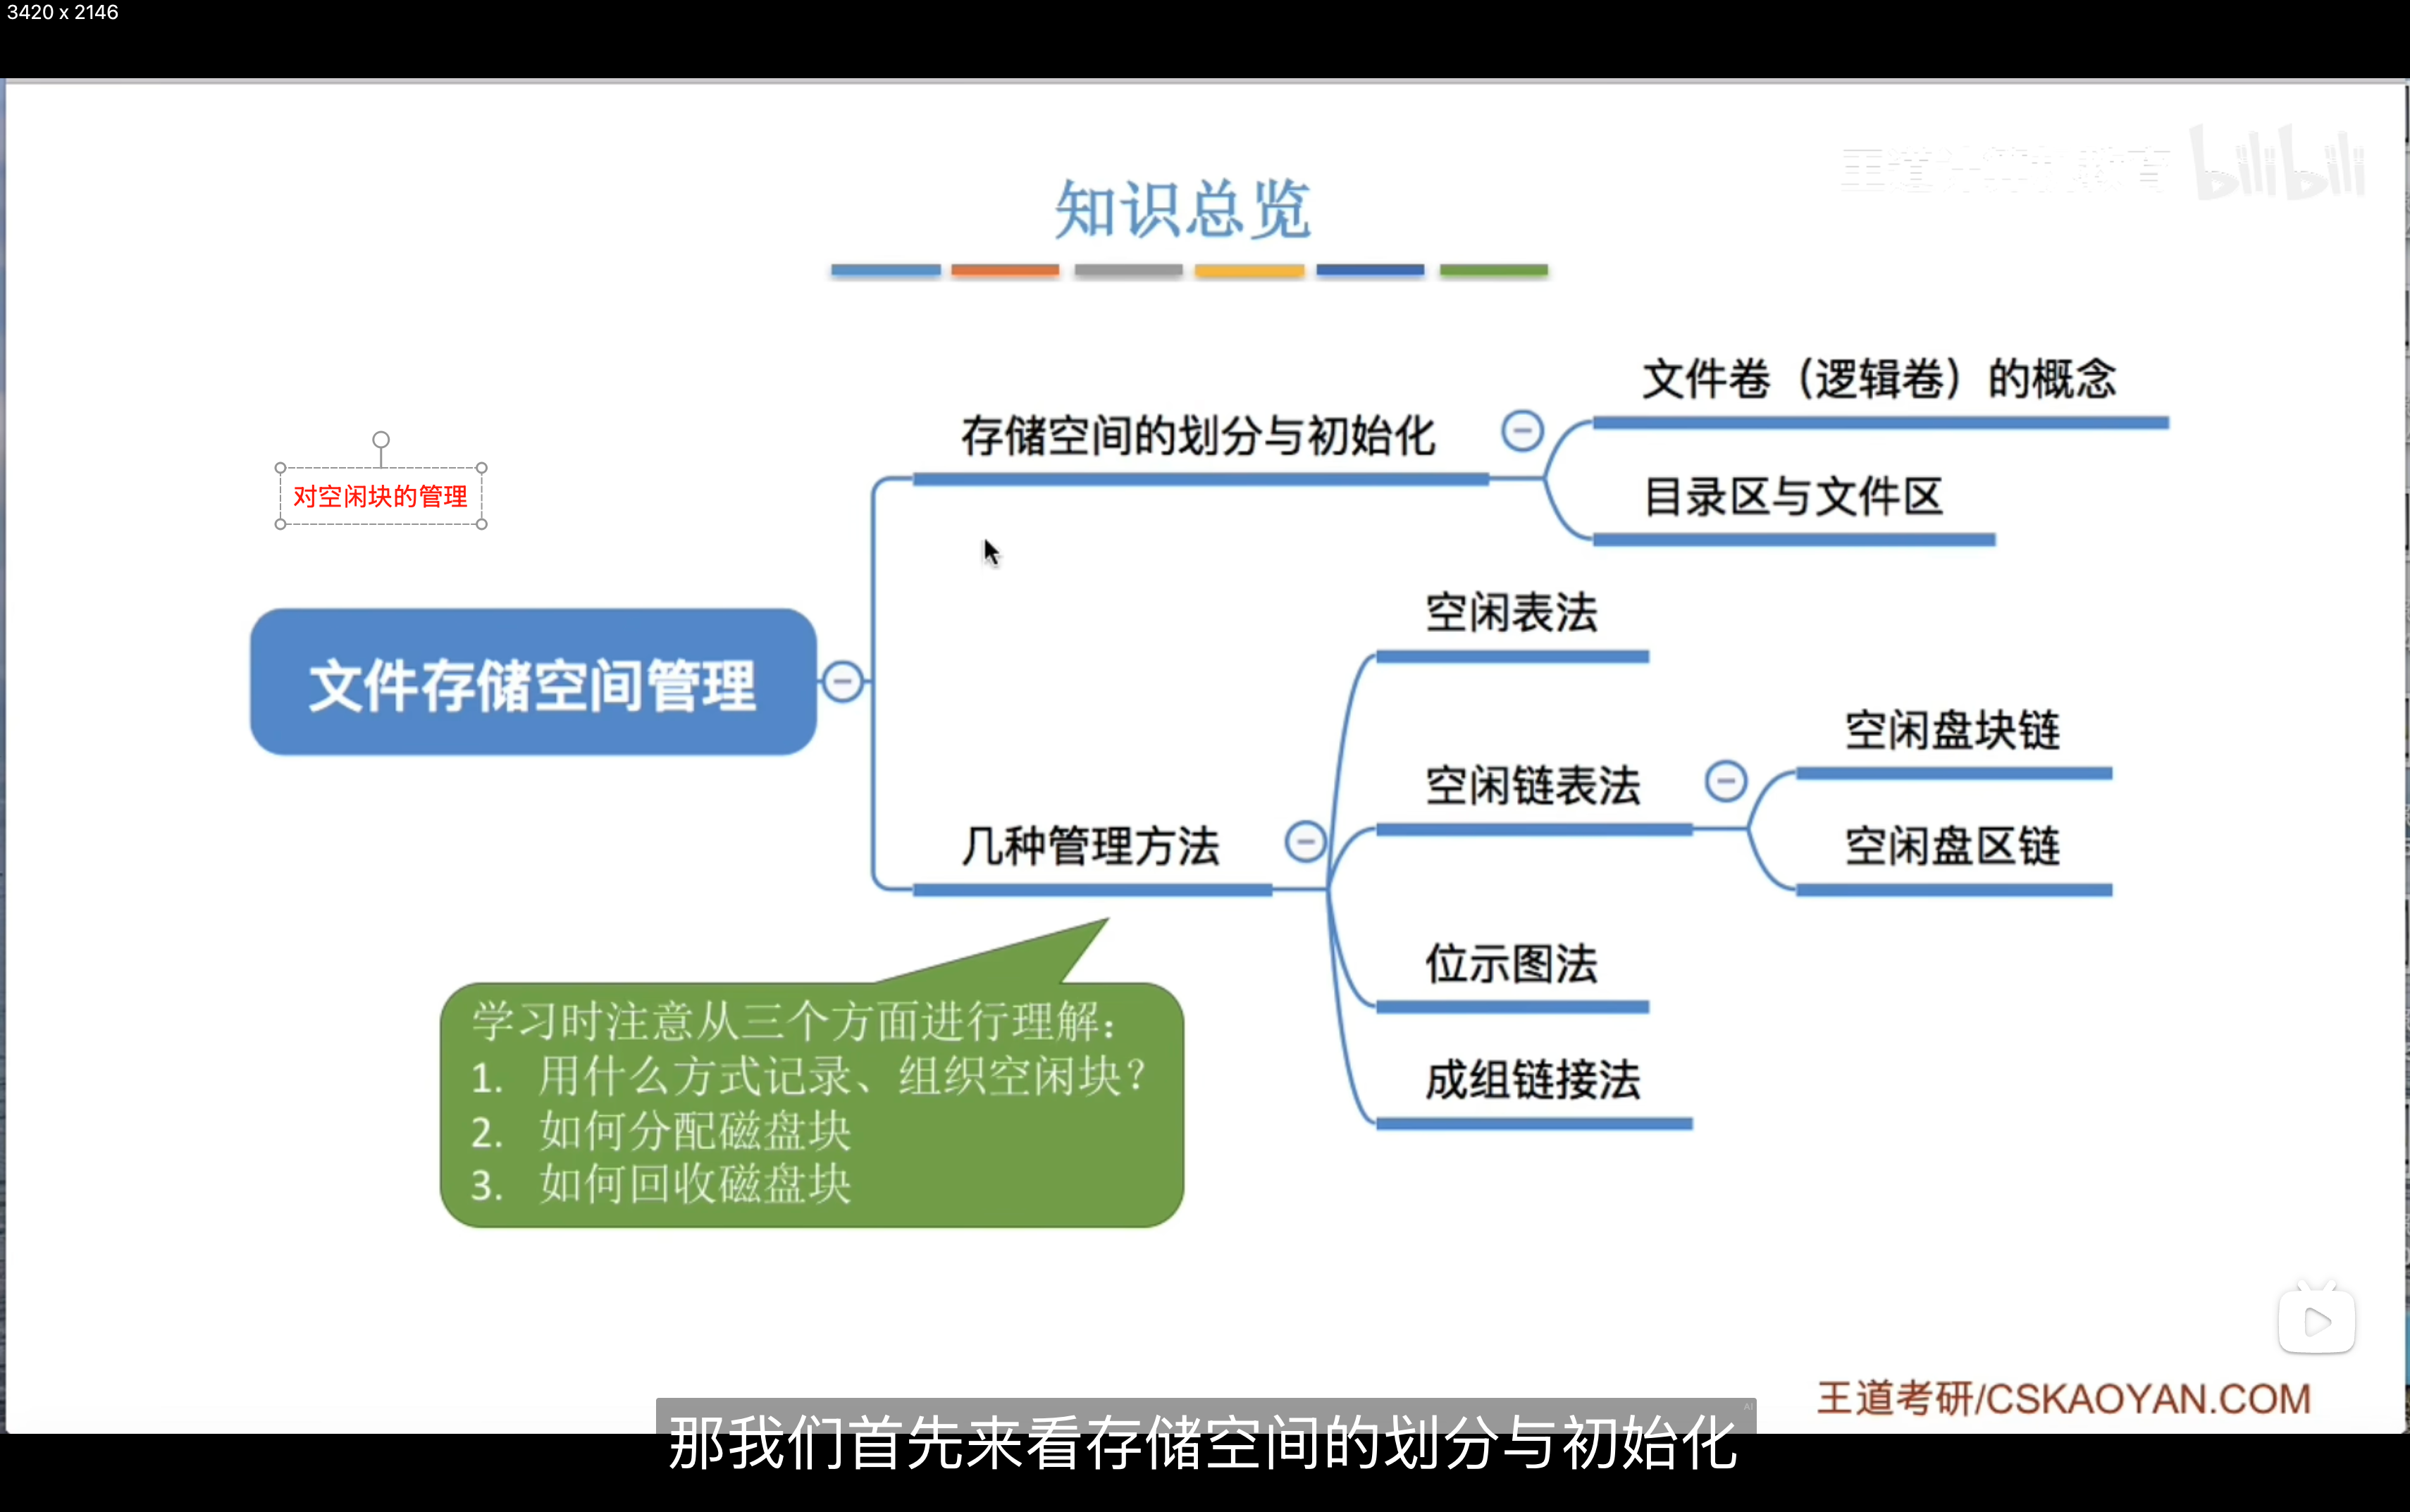 3420 x 2146
bilibili
知识总览
文件卷（逻辑卷）的概念
存储空间的划分与初始化
目录区与文件区
对空闲块的管理
空闲表法
文件存储空间管理
空闲盘块链
空闲链表法
几种管理方法
空闲盘区链
位示图法
学习时注意从三个方面进行理解：
1. 用什么方式记录、组织空闲块？
2. 如何分配磁盘块
3. 如何回收磁盘块
成组链接法
王道考研/CSKAOYAN.COM
AI
那我们首先来看存储空间的划分与初始化